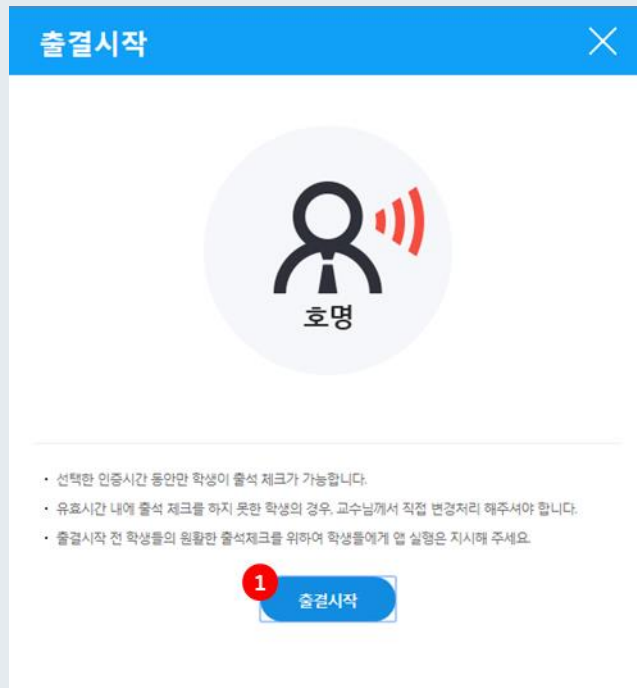 출결시작
호명
• 선택한 인증시간 동안만 학생이 출석 체크가 가능합니다.
• 유효시간 내에 출석 체크를 하지 못한 학생의 경우, 교수님께서 직접 변경처리 해주셔야 합니다.
• 출결시작 전 학생들의 원활한 출석체크를 위하여 학생들에게 앱 실행은 지시해 주세요.
1
출결시작